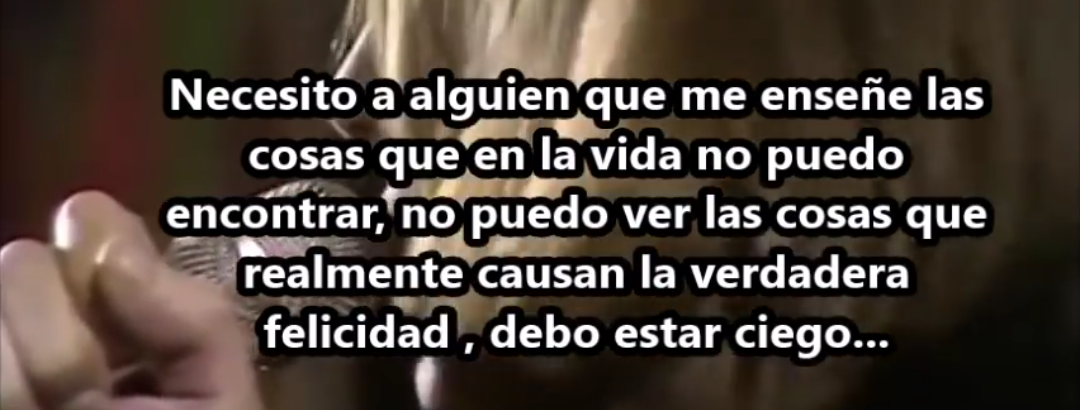 Necesito a alguien que me enseñe las
cosas que en la vida no puedo
encontrar, no puedo ver las cosas que
realmente causan la verdadera
felicidad , debo estar ciego...